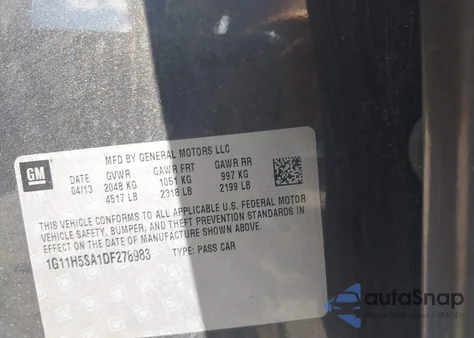 MFD BY GENERAL MOTORS LLC
GM DATE GVWR GAWR FRT GAWR RR
04/13 2048 KG 1051 KG 997 KG
4517 LB 2318 LB 2199 LB
THIS VEHICLE CONFORMS TO ALL APPLICABLE U.S. FEDERAL MOTOR
VEHICLE SAFETY, BUMPER, AND THEFT PREVENTION STANDARDS IN
EFFECT ON THE DATE OF MANUFACTURE SHOWN ABOVE.
1G11H5SA1DF278983 TYPE: PASS CAR
autoSnap